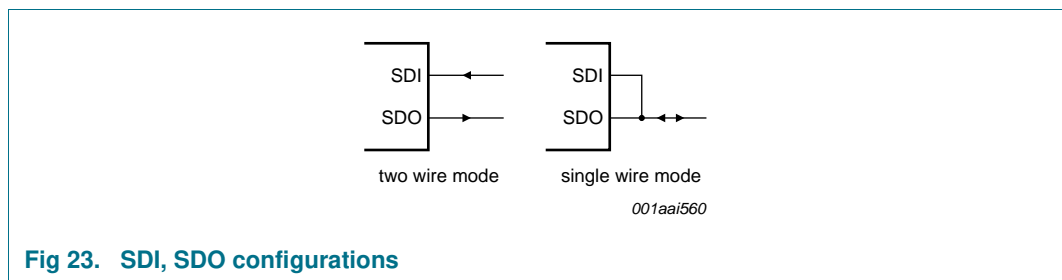 SDI
SDO
two wire mode
SDI
SDO
single wire mode
001aai560
Fig 23. SDI, SDO configurations